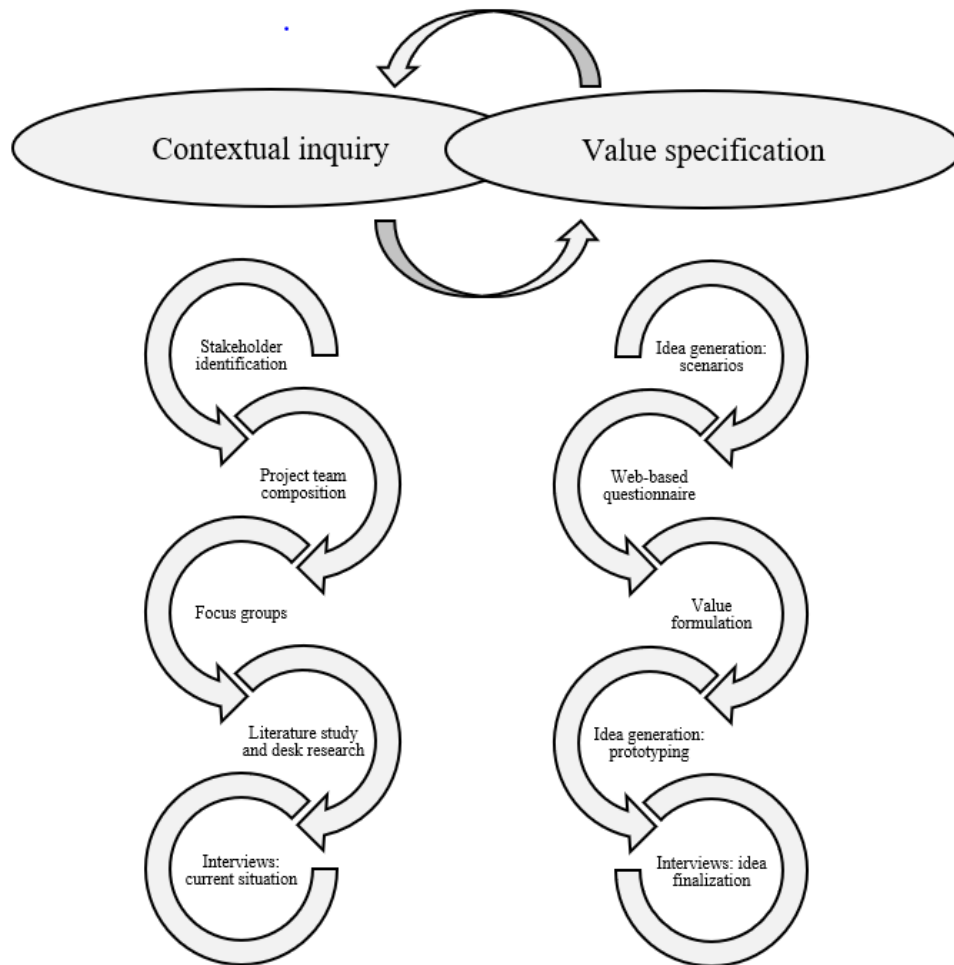 Contextual inquiry
Value specification
Stakeholder
identification
Project team
composition
Focus groups
Literature study
and desk research
Interviews:
current situation
Idea generation:
scenarios
Web-based
questionnaire
Value
formulation
Idea generation:
prototyping
Interviews: idea
finalization